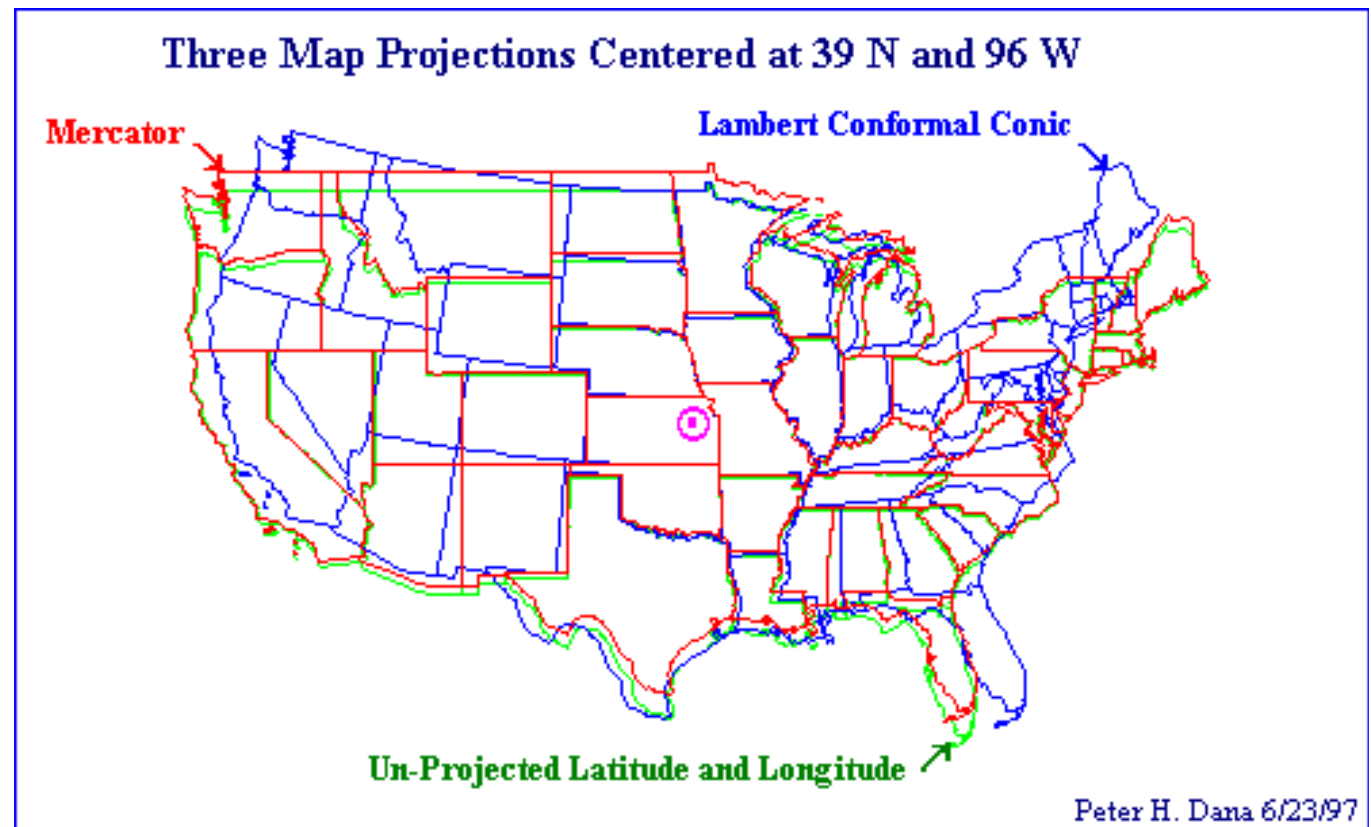 Three Map Projections Centered at 39 N and 96 W
Mercator
Lambert Conformal Conic
Un-Projected Latitude and Longitude
Peter H. Dana 6/23/97